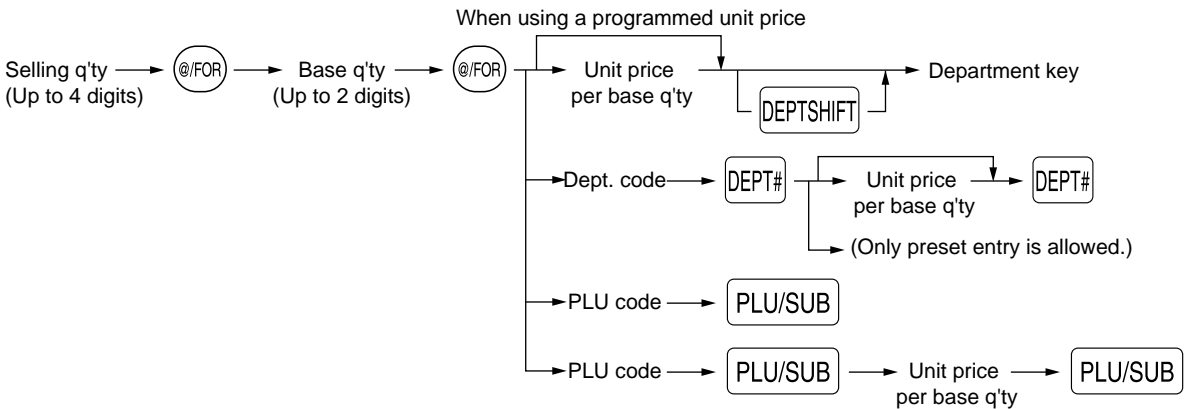 When using a programmed unit price
Selling q'ty @/FOR Base q'ty @/FOR Unit price Department key
(Up to 4 digits) (Up to 2 digits) per base q'ty
DEPTSHIFT
Dept. code DEPT# Unit price DEPT#
per base q'ty
(Only preset entry is allowed.)
PLU code PLU/SUB
PLU code PLU/SUB Unit price PLU/SUB
per base q'ty